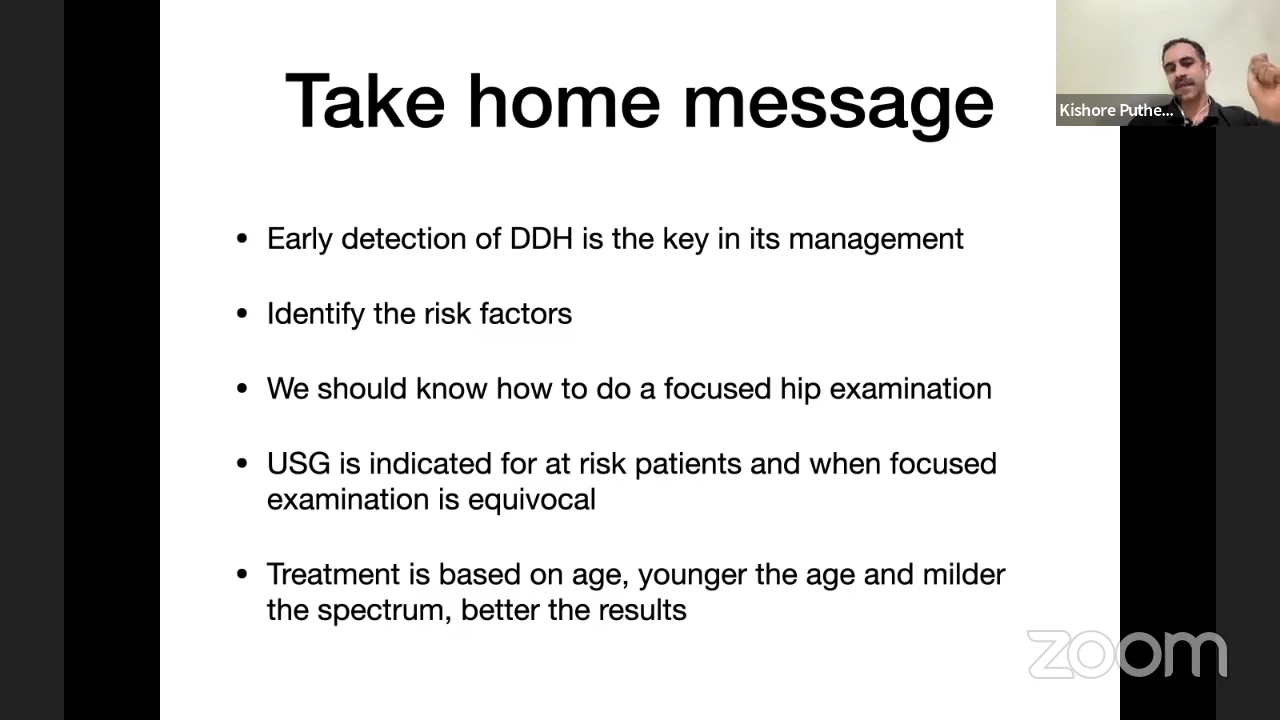 Take home message
Kishore Puthe...
• Early detection of DDH is the key in its management
• Identify the risk factors
• We should know how to do a focused hip examination
• USG is indicated for at risk patients and when focused
examination is equivocal
• Treatment is based on age, younger the age and milder
the spectrum, better the results
zoom